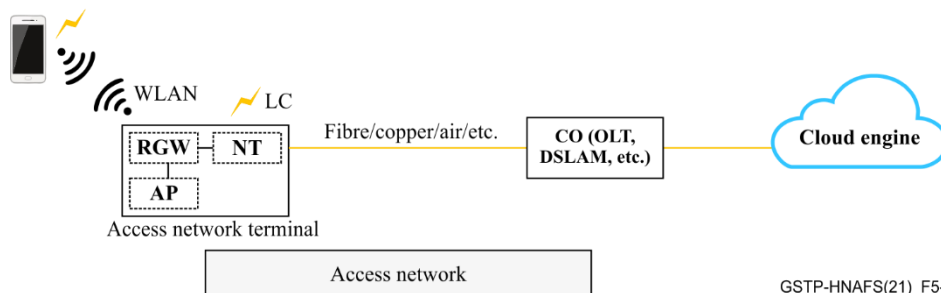 WLAN
LC
Fibre/copper/air/etc.
CO (OLT,
DSLAM, etc.)
Cloud engine
RGW
NT
AP
Access network terminal
Access network
GSTP-HNAFS(21)_F5-